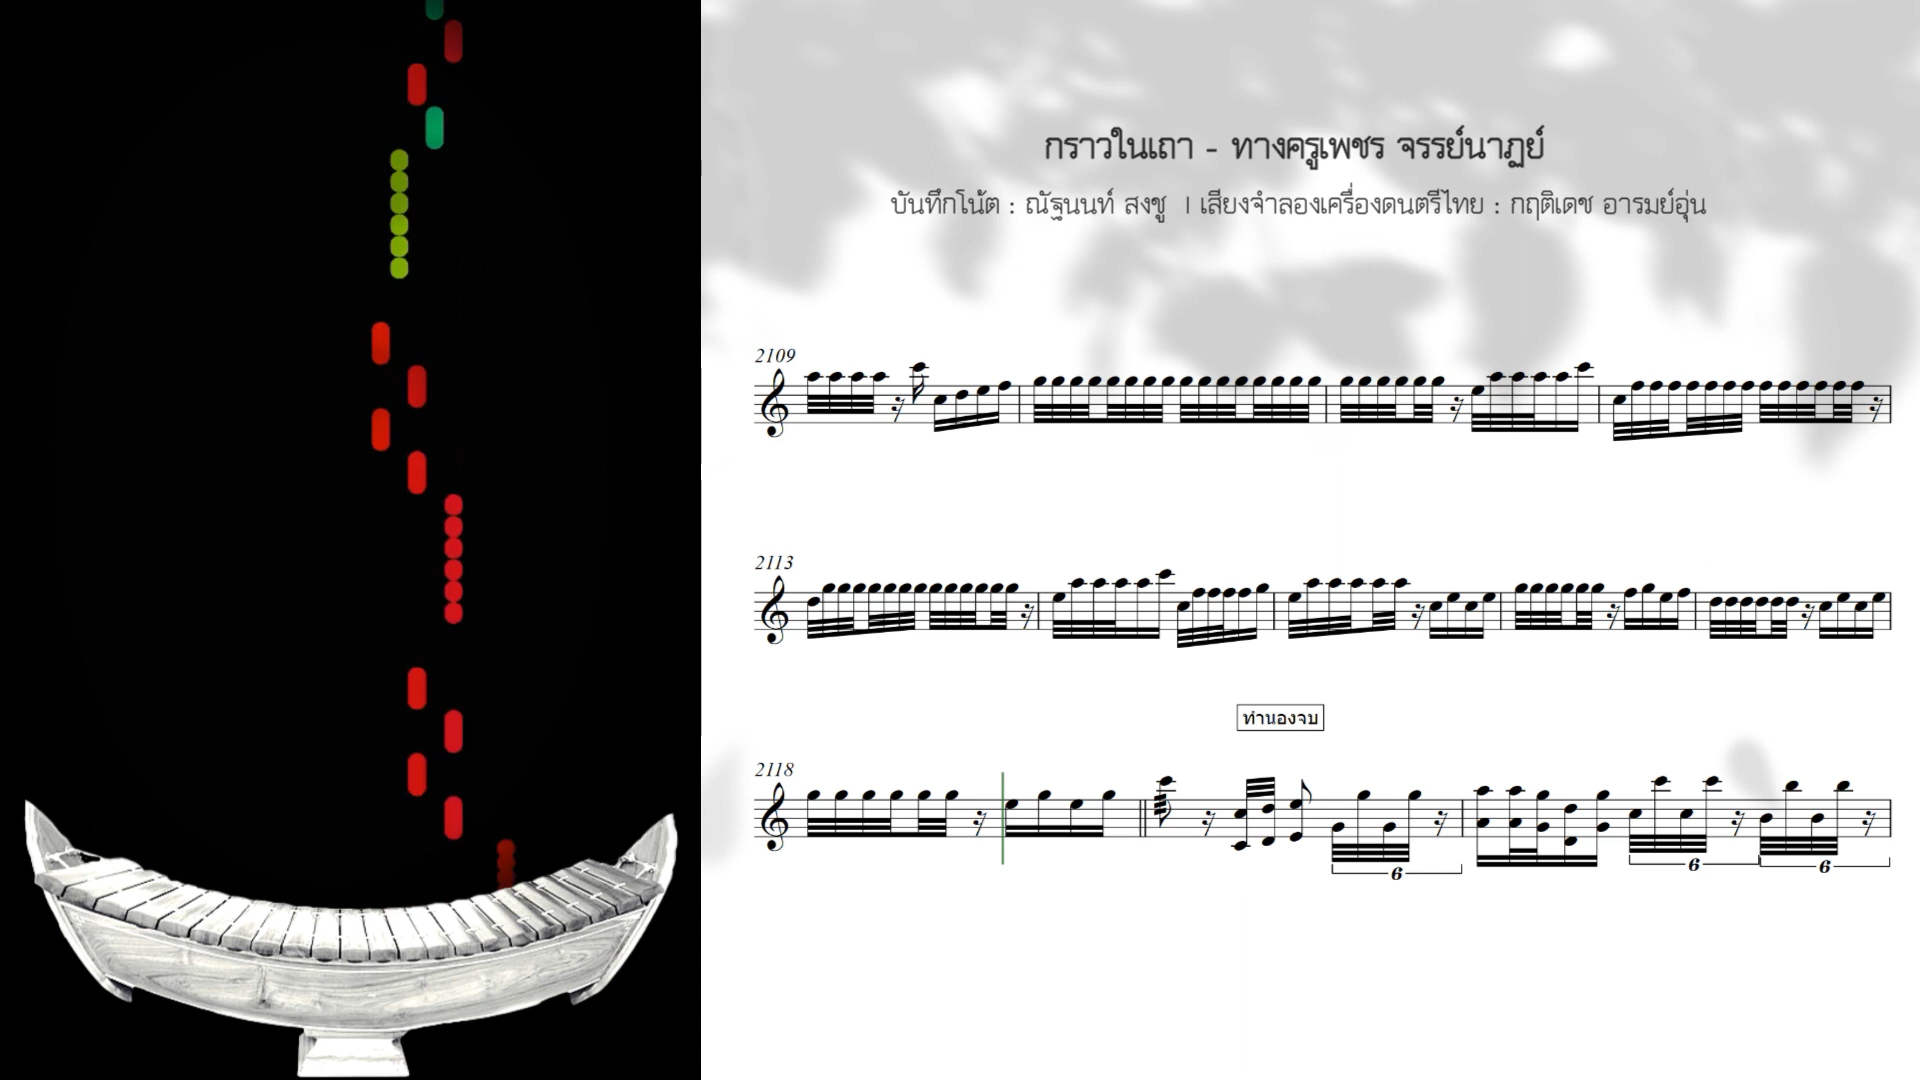 กราวในเถา - ทางครูเพชร จรรย์นาฏย์
บันทึกโน้ต : ณัฐนนท์ สงชู | เสียงจำลองเครื่องดนตรีไทย : กฤติเดช อารมย์อุ่น
2109
2113
ทำนองจบ
2118
6
6
6